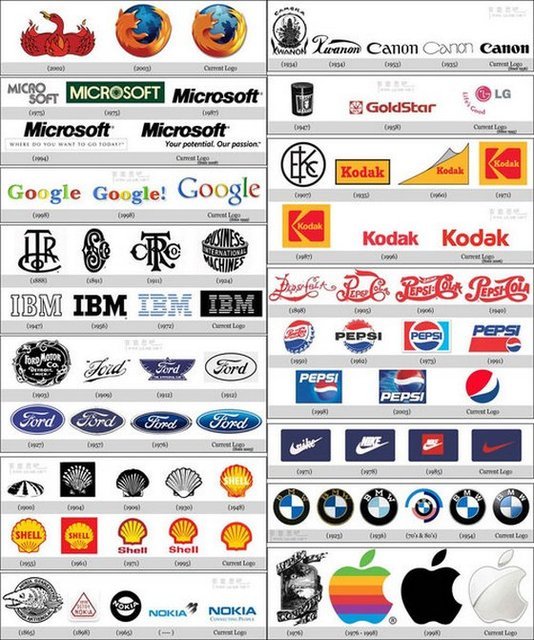 (2002) (2003) Current Logo
MICRO
SOFT
MICROSOFT
Microsoft
(1975) (1975) (1987)
Microsoft
Microsoft
WHERE DO YOU WANT TO GO TODAY?
Your potential. Our passion.
(1994) Current Logo
Google Google! Google
(1998) (1998) Current Logo
(1888) (1891) (1911) (1924)
BUSINESS
INTERNATIONAL
MACHINES
IBM IBM IBM IBM
(1947) (1956) (1972) Current Logo
FORD MOTOR
DETROIT,
Ford Ford Ford
(1903) (1909) (1912) (1912)
Ford Ford Ford Ford
(1927) (1957) (1976) Current Logo
SHELL
(1900) (1904) (1909) (1930) (1948)
SHELL SHELL Shell Shell
(1955) (1961) (1971) (1995) Current Logo
NOKIA NOKIA NOKIA
CONNECTING PEOPLE
(1865) (1898) (1965) (----) Current Logo
KWANON Kwanon Canon Canon Canon
(1934) (1934) (1953) (1935) Current Logo
GoldStar
LG
Life's Good
(1947) (1958) Current Logo
Kodak Kodak Kodak
(1907) (1935) (1960) (1971)
Kodak Kodak Kodak
(1987) (1996) Current Logo
Pepsi-Cola PEPSI-COLA PEPSI-COLA PEPSI-COLA
(1898) (1905) (1906) (1940)
PEPSI PEPSI PEPSI
(1950) (1962) (1973) (1991)
PEPSI PEPSI
(1998) (2003) Current Logo
nike NIKE NIKE
(1971) (1978) (1985) Current Logo
BMW BMW BMW BMW BMW BMW
(1923) (1936) (70's & 80's) (1954) Current Logo
(1976) (1976 - 1998) (1998) Current Logo